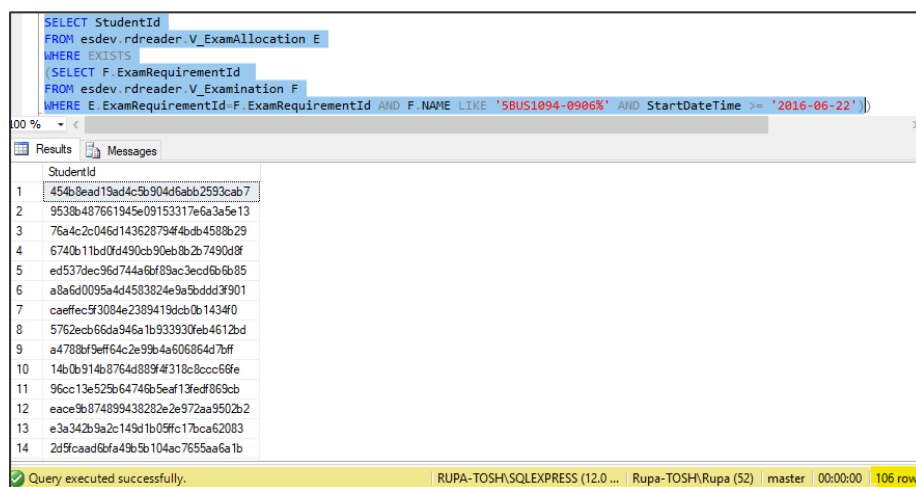 SELECT StudentId
FROM esdev.rdreader.V_ExamAllocation E
WHERE EXISTS
(SELECT F.ExamRequirementId
FROM esdev.rdreader.V_Examination F
WHERE E.ExamRequirementId=F.ExamRequirementId AND F.NAME LIKE '5BUS1094-0906%' AND StartDateTime >= '2016-06-22'))
100 %
Results Messages
StudentId
1 454b8ead19ad4c5b904d6abb2593cab7
2 9538b487661945e09153317e6a3a5e13
3 76a4c2c046d143628794f4bdb4588b29
4 6740b11bd0fd490cb90eb8b2b7490d8f
5 ed537dec96d744a6bf89ac3ecd6b6b85
6 a8a6d0095a4d4583824e9a5bddd3f901
7 caeffec5f3084e2389419dcb0b1434f0
8 5762ecb66da946a1b933930feb4612bd
9 a4788bf9eff64c2e99b4a606864d7bff
10 14b0b914b8764d889f4f318c8ccc66fe
11 96cc13e525b64746b5eaf13fedf869cb
12 eace9b874899438282e2e972aa9502b2
13 e3a342b9a2c149d1b05ffc17bca62083
14 2d5fcaad6bfa49b5b104ac7655aa6a1b
Query executed successfully. RUPA-TOSH\SQLEXPRESS (12.0 ... Rupa-TOSH\Rupa (52) master 00:00:00 106 row